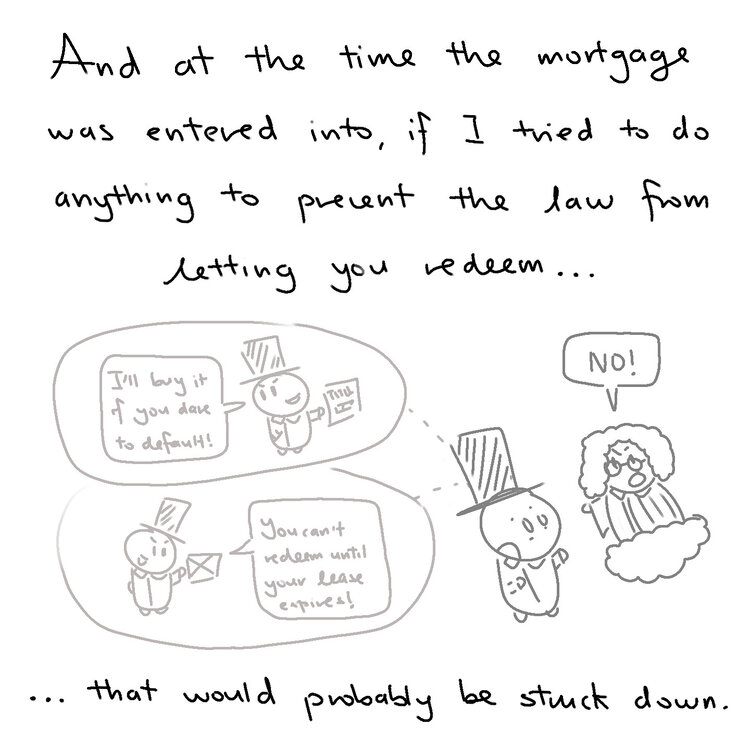 And at the time the mortgage
was entered into, if I tried to do
anything to prevent the law from
letting you redeem...
I'll buy it
if you dare
to default!
TITLE
NO!
You can't
redeem until
your lease
expires!
... that would probably be struck down.